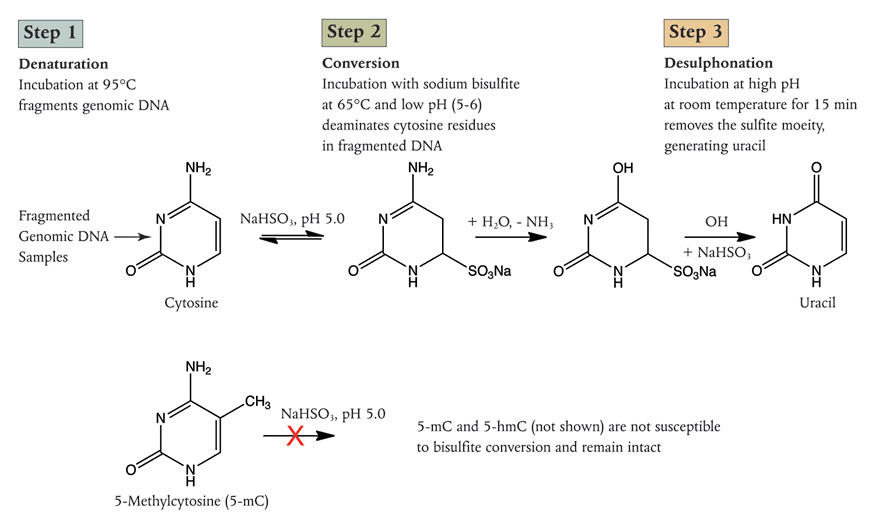 Step 1
Denaturation
Incubation at 95°C
fragments genomic DNA
Step 2
Conversion
Incubation with sodium bisulfite
at 65°C and low pH (5-6)
deaminates cytosine residues
in fragmented DNA
Step 3
Desulphonation
Incubation at high pH
at room temperature for 15 min
removes the sulfite moeity,
generating uracil
Fragmented
Genomic DNA
Samples
NH₂
N
O
N
H
Cytosine
NaHSO₃, pH 5.0
NH₂
N
O
N
H
SO₃Na
+ H₂O, - NH₃
OH
N
O
N
H
SO₃Na
OH
+ NaHSO₃
O
HN
O
N
H
Uracil
NH₂
CH₃
N
O
N
H
5-Methylcytosine (5-mC)
NaHSO₃, pH 5.0
X
5-mC and 5-hmC (not shown) are not susceptible
to bisulfite conversion and remain intact